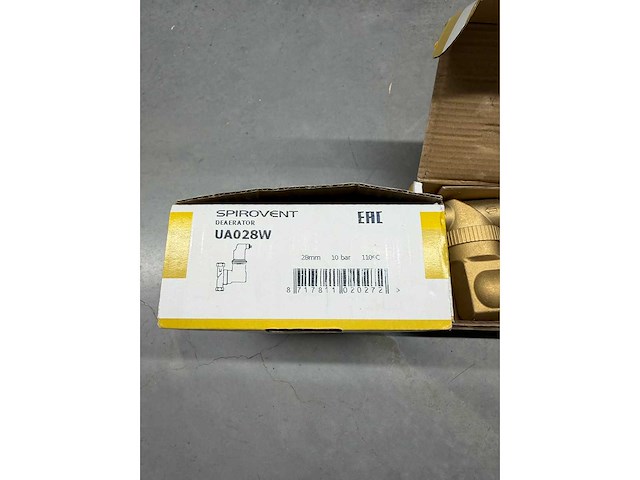 SPIROVENT
DEAERATOR
UA028W
EAC
28mm 10 bar 110°C
8 717811 020272 >